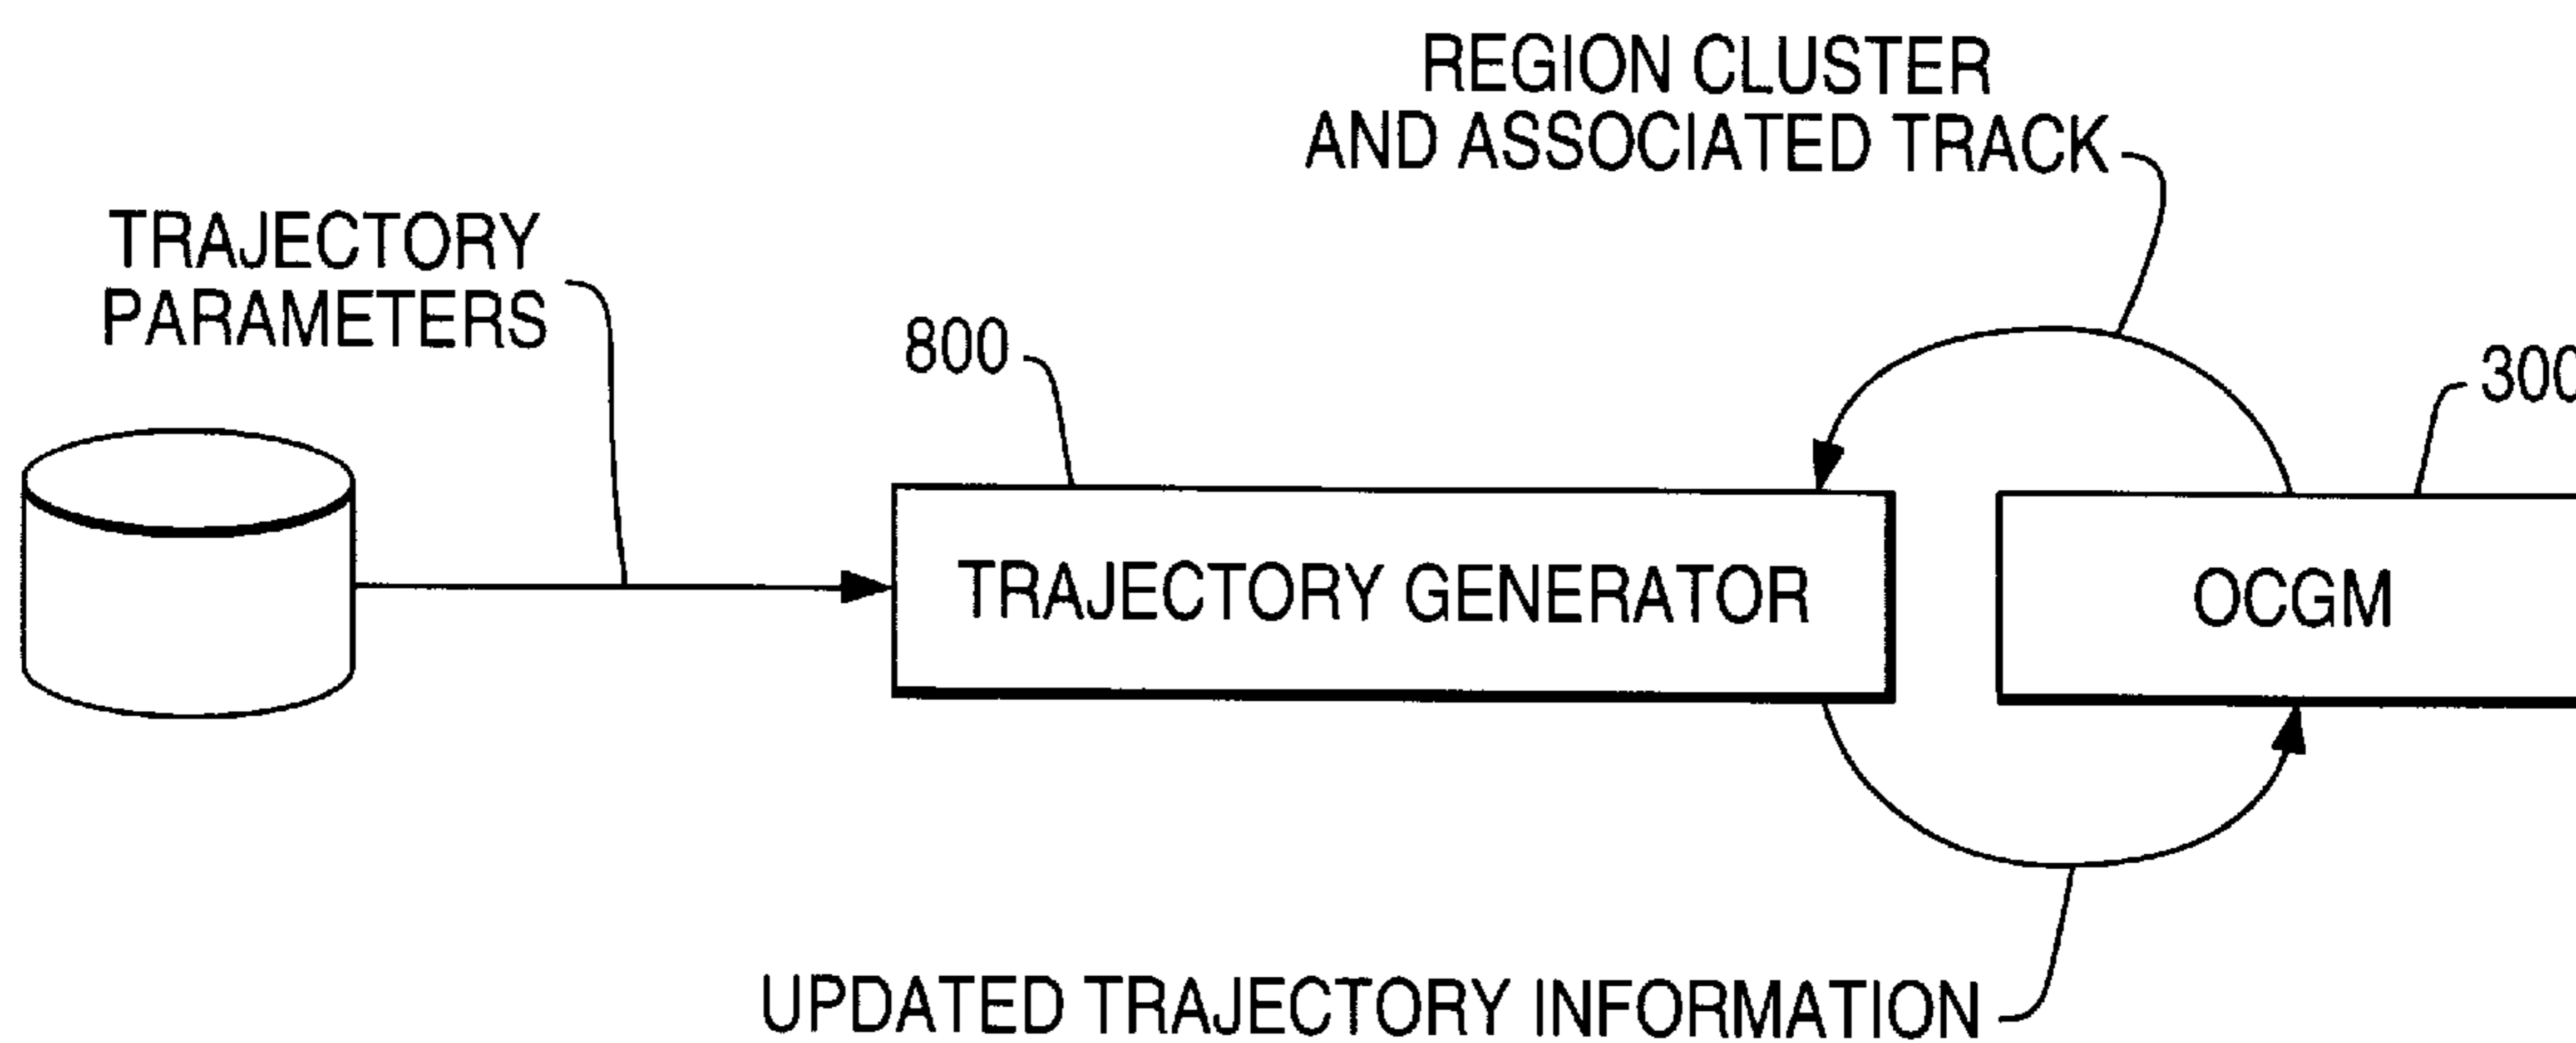 REGION CLUSTER
AND ASSOCIATED TRACK
TRAJECTORY
PARAMETERS
800
300
TRAJECTORY GENERATOR
OCGM
UPDATED TRAJECTORY INFORMATION